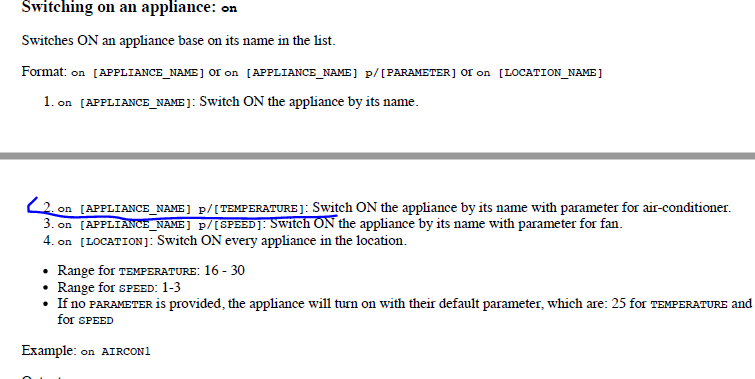 Switching on an appliance: on
Switches ON an appliance base on its name in the list.
Format: on [APPLIANCE_NAME] or on [APPLIANCE_NAME] p/[PARAMETER] or on [LOCATION_NAME]
1. on [APPLIANCE_NAME]: Switch ON the appliance by its name.
2. on [APPLIANCE_NAME] p/[TEMPERATURE]: Switch ON the appliance by its name with parameter for air-conditioner.
3. on [APPLIANCE_NAME] p/[SPEED]: Switch ON the appliance by its name with parameter for fan.
4. on [LOCATION]: Switch ON every appliance in the location.
• Range for TEMPERATURE: 16 - 30
• Range for SPEED: 1-3
• If no PARAMETER is provided, the appliance will turn on with their default parameter, which are: 25 for TEMPERATURE and
for SPEED
Example: on AIRCON1